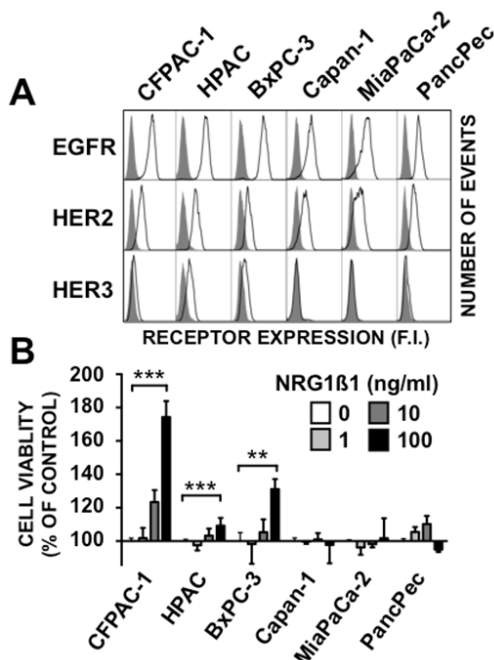 A
CFPAC-1
HPAC
BxPC-3
Capan-1
MiaPaCa-2
PancPec
EGFR
HER2
HER3
NUMBER OF EVENTS
RECEPTOR EXPRESSION (F.I.)
B
CELL VIABLITY
(% OF CONTROL)
200
180
160
140
120
100
***
***
**
NRG1ß1 (ng/ml)
0 10
1 100
CFPAC-1
HPAC
BxPC-3
Capan-1
MiaPaCa-2
PancPec